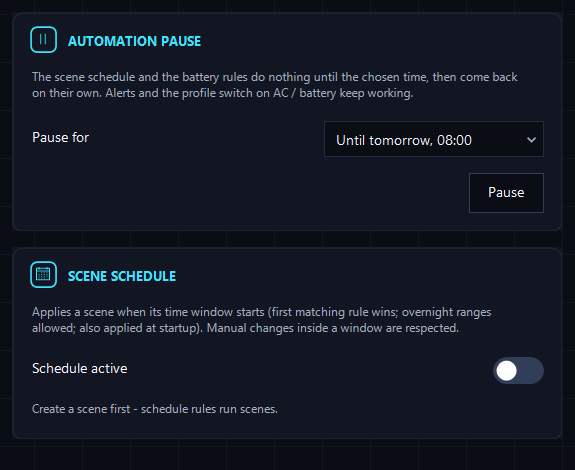 AUTOMATION PAUSE
The scene schedule and the battery rules do nothing until the chosen time, then come back
on their own. Alerts and the profile switch on AC / battery keep working.
Pause for
Until tomorrow, 08:00
Pause
SCENE SCHEDULE
Applies a scene when its time window starts (first matching rule wins; overnight ranges
allowed; also applied at startup). Manual changes inside a window are respected.
Schedule active
Create a scene first - schedule rules run scenes.